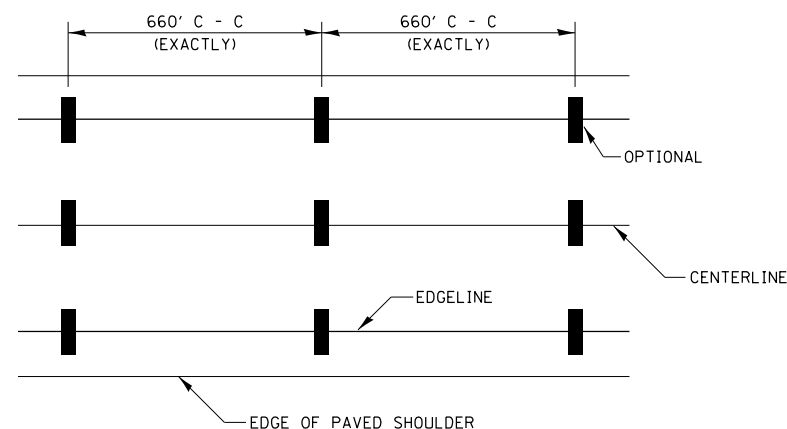 660' C - C
(EXACTLY)
660' C - C
(EXACTLY)
OPTIONAL
CENTERLINE
EDGELINE
EDGE OF PAVED SHOULDER